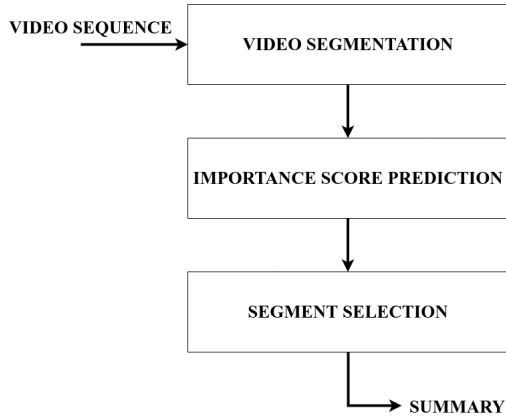 VIDEO SEQUENCE
VIDEO SEGMENTATION
IMPORTANCE SCORE PREDICTION
SEGMENT SELECTION
SUMMARY